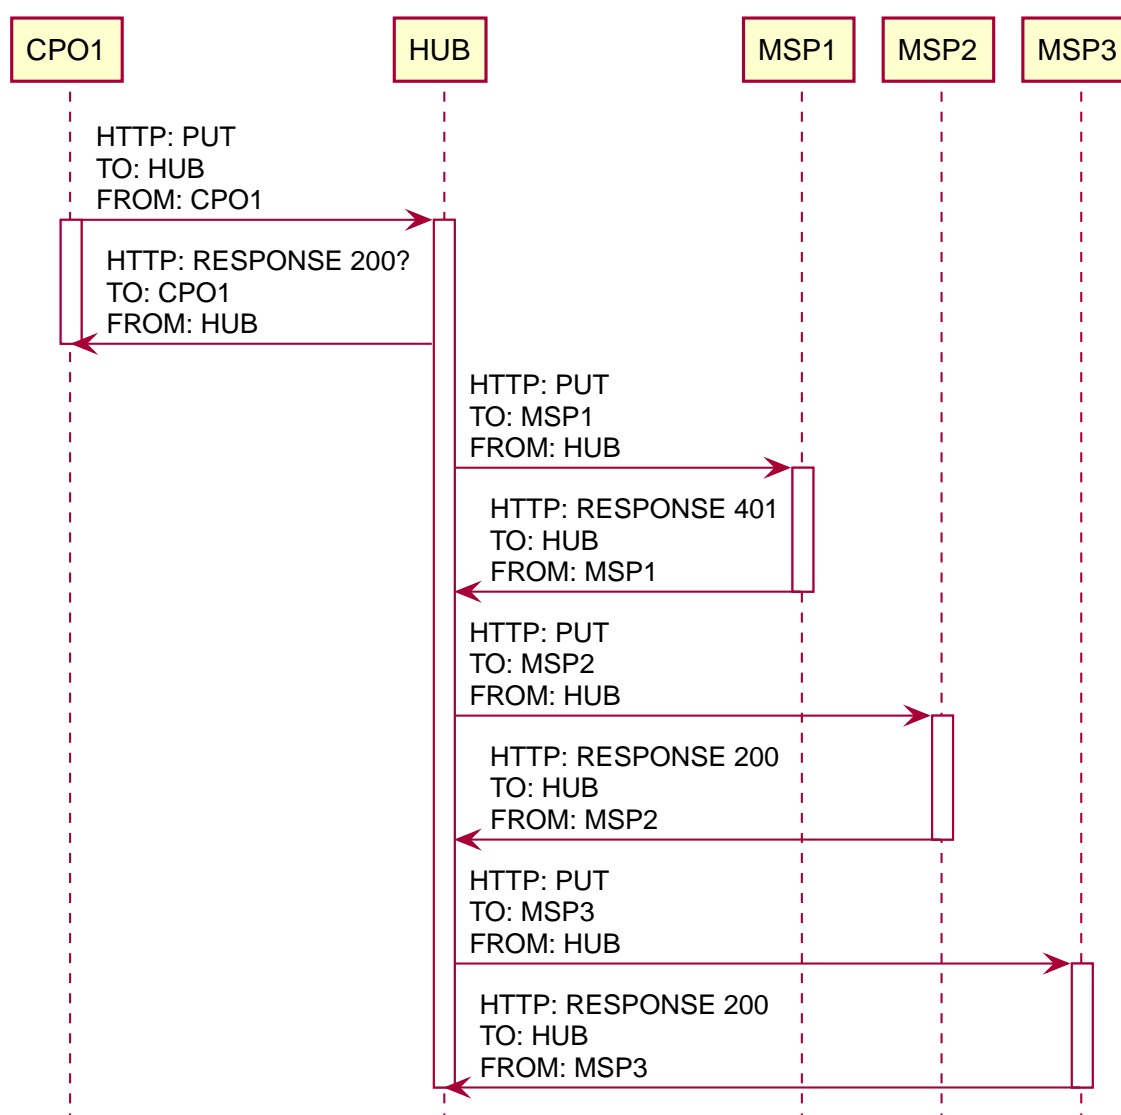 CPO1
HUB
MSP1
MSP2
MSP3
HTTP: PUT
TO: HUB
FROM: CPO1
HTTP: RESPONSE 200?
TO: CPO1
FROM: HUB
HTTP: PUT
TO: MSP1
FROM: HUB
HTTP: RESPONSE 401
TO: HUB
FROM: MSP1
HTTP: PUT
TO: MSP2
FROM: HUB
HTTP: RESPONSE 200
TO: HUB
FROM: MSP2
HTTP: PUT
TO: MSP3
FROM: HUB
HTTP: RESPONSE 200
TO: HUB
FROM: MSP3